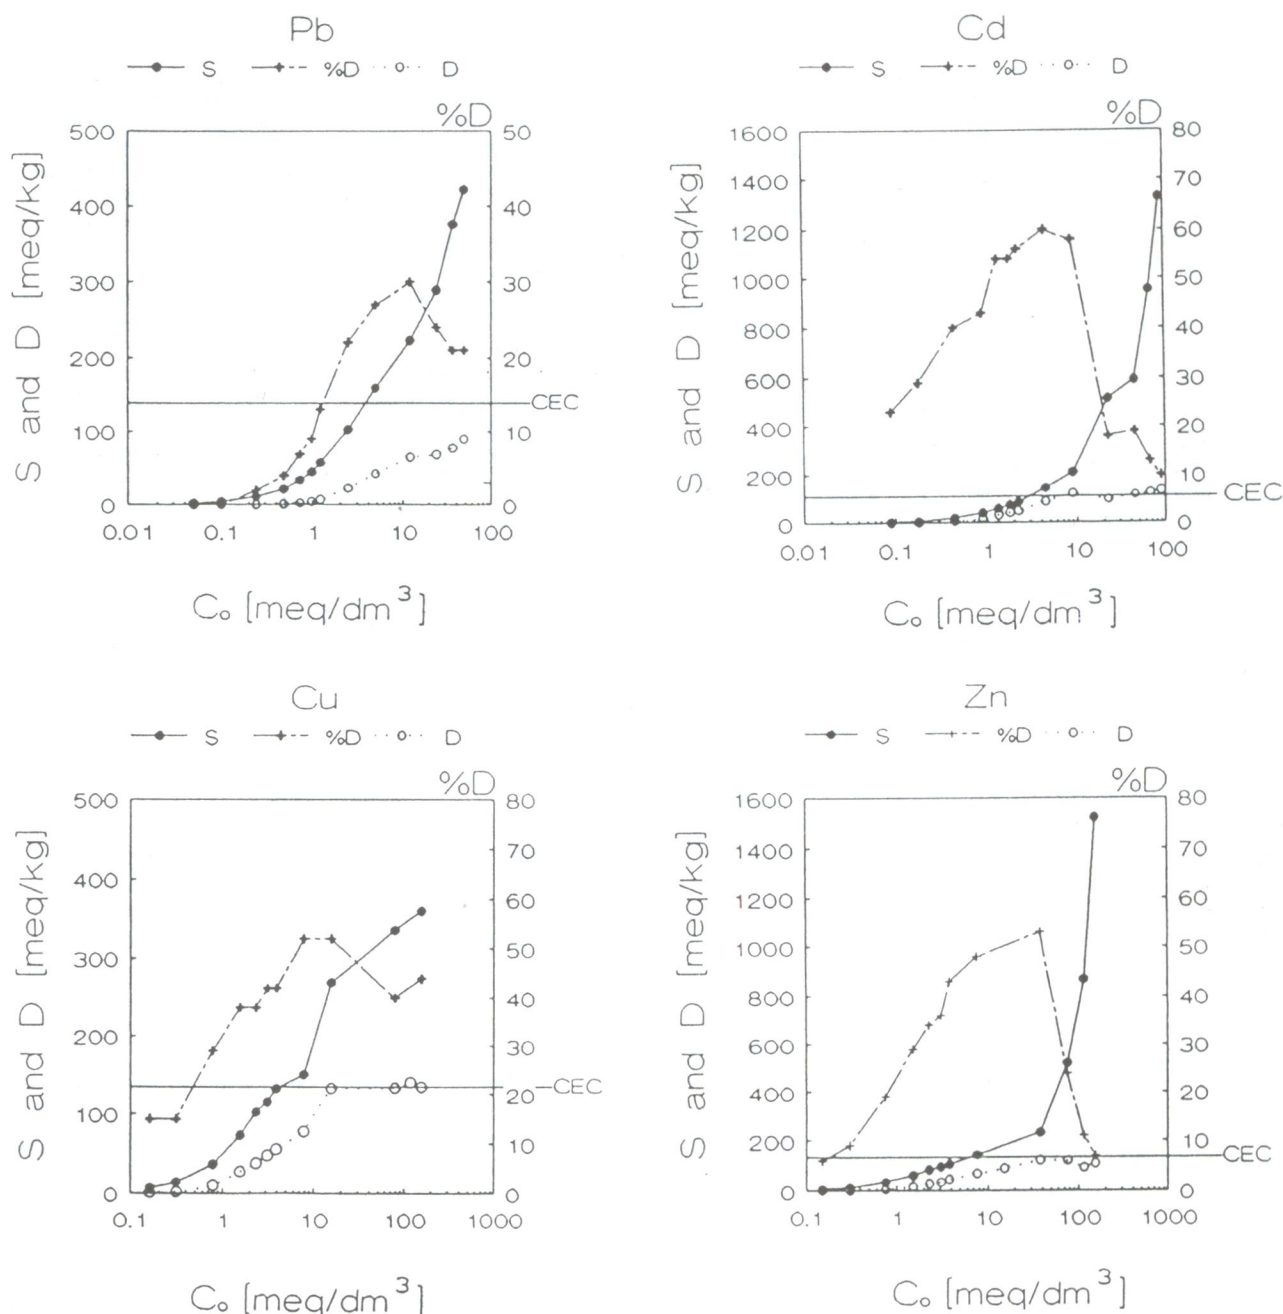 Pb
S %D D
%D
500 50
400 40
300 30
200 20
CEC
100 10
0 0
0.01 0.1 1 10 100
S and D [meq/kg]
C₀ [meq/dm³]
Cd
S %D D
%D
1600 80
1400 70
1200 60
1000 50
800 40
600 30
400 20
200 10
CEC
0 0
0.01 0.1 1 10 100
S and D [meq/kg]
C₀ [meq/dm³]
Cu
S %D D
%D
500 80
70
400 60
50
300 40
200 30
20
CEC
100 10
0 0
0.1 1 10 100 1000
S and D [meq/kg]
C₀ [meq/dm³]
Zn
S %D D
%D
1600 80
1400 70
1200 60
1000 50
800 40
600 30
400 20
200 10
CEC
0 0
0.1 1 10 100 1000
S and D [meq/kg]
C₀ [meq/dm³]